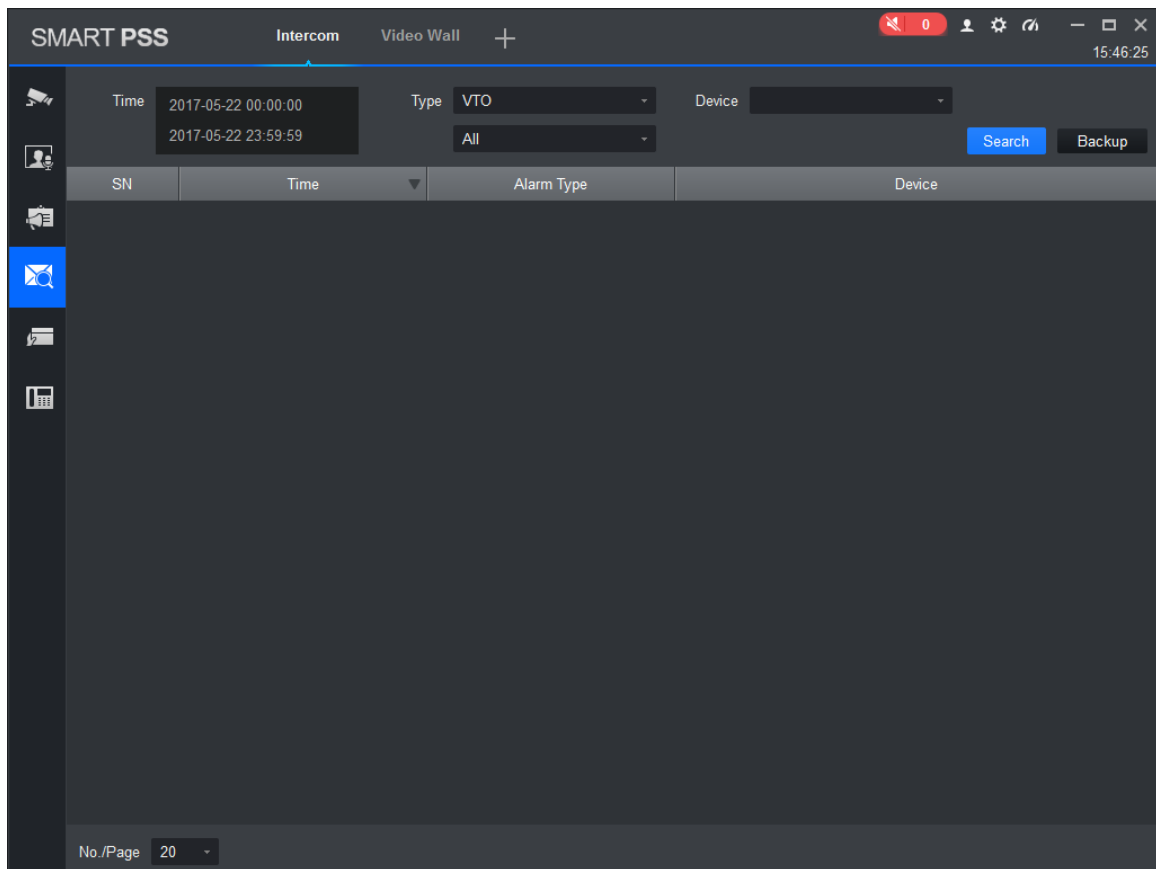 SMART PSS Intercom Video Wall 0
15:46:25
Time 2017-05-22 00:00:00 Type VTO Device
2017-05-22 23:59:59 All Search Backup
SN Time Alarm Type Device
No./Page 20